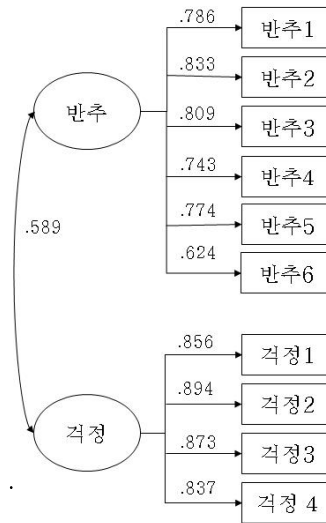 .786
반추1
.833
반추2
반추
.809
반추3
.743
반추4
.589
.774
반추5
.624
반추6
.856
걱정1
.894
걱정2
걱정
.873
걱정3
.837
걱정 4
.